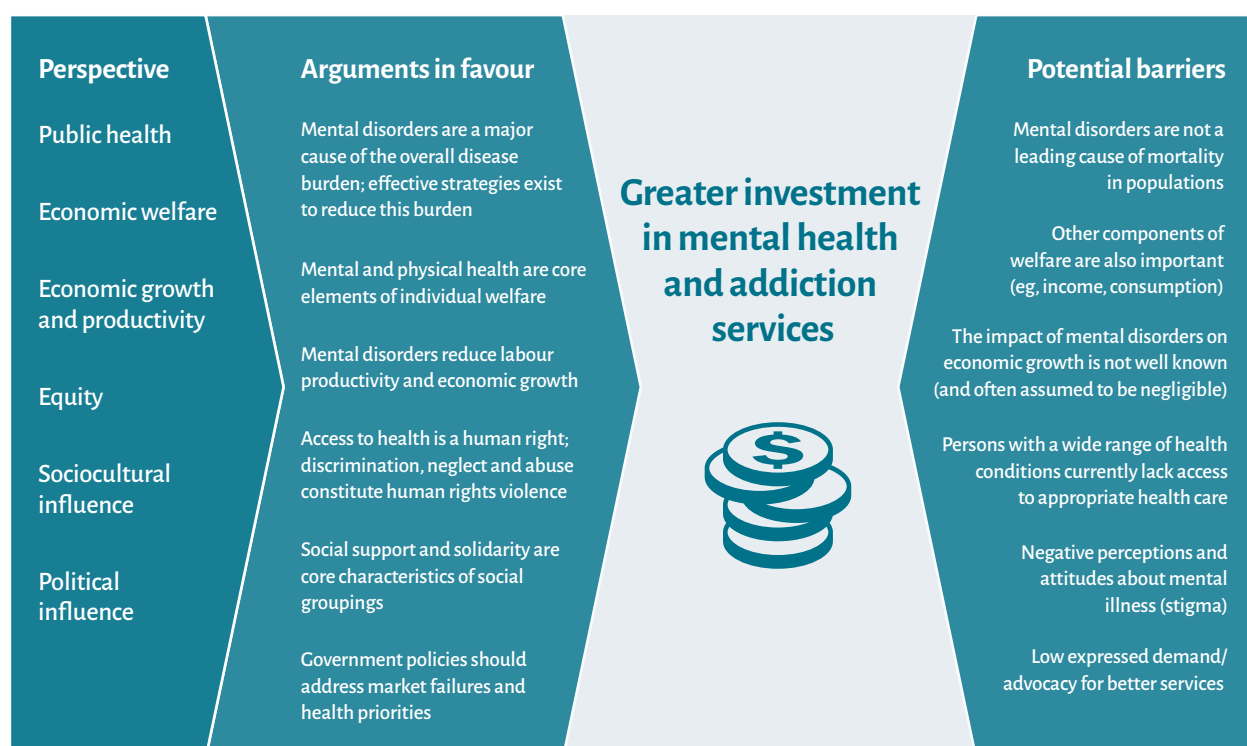 Perspective
Public health
Economic welfare
Economic growth
and productivity
Equity
Sociocultural
influence
Political
influence
Arguments in favour
Mental disorders are a major
cause of the overall disease
burden; effective strategies exist
to reduce this burden
Mental and physical health are core
elements of individual welfare
Mental disorders reduce labour
productivity and economic growth
Access to health is a human right;
discrimination, neglect and abuse
constitute human rights violence
Social support and solidarity are
core characteristics of social
groupings
Government policies should
address market failures and
health priorities
Greater investment
in mental health
and addiction
services
$
Potential barriers
Mental disorders are not a
leading cause of mortality
in populations
Other components of
welfare are also important
(eg, income, consumption)
The impact of mental disorders on
economic growth is not well known
(and often assumed to be negligible)
Persons with a wide range of health
conditions currently lack access
to appropriate health care
Negative perceptions and
attitudes about mental
illness (stigma)
Low expressed demand/
advocacy for better services